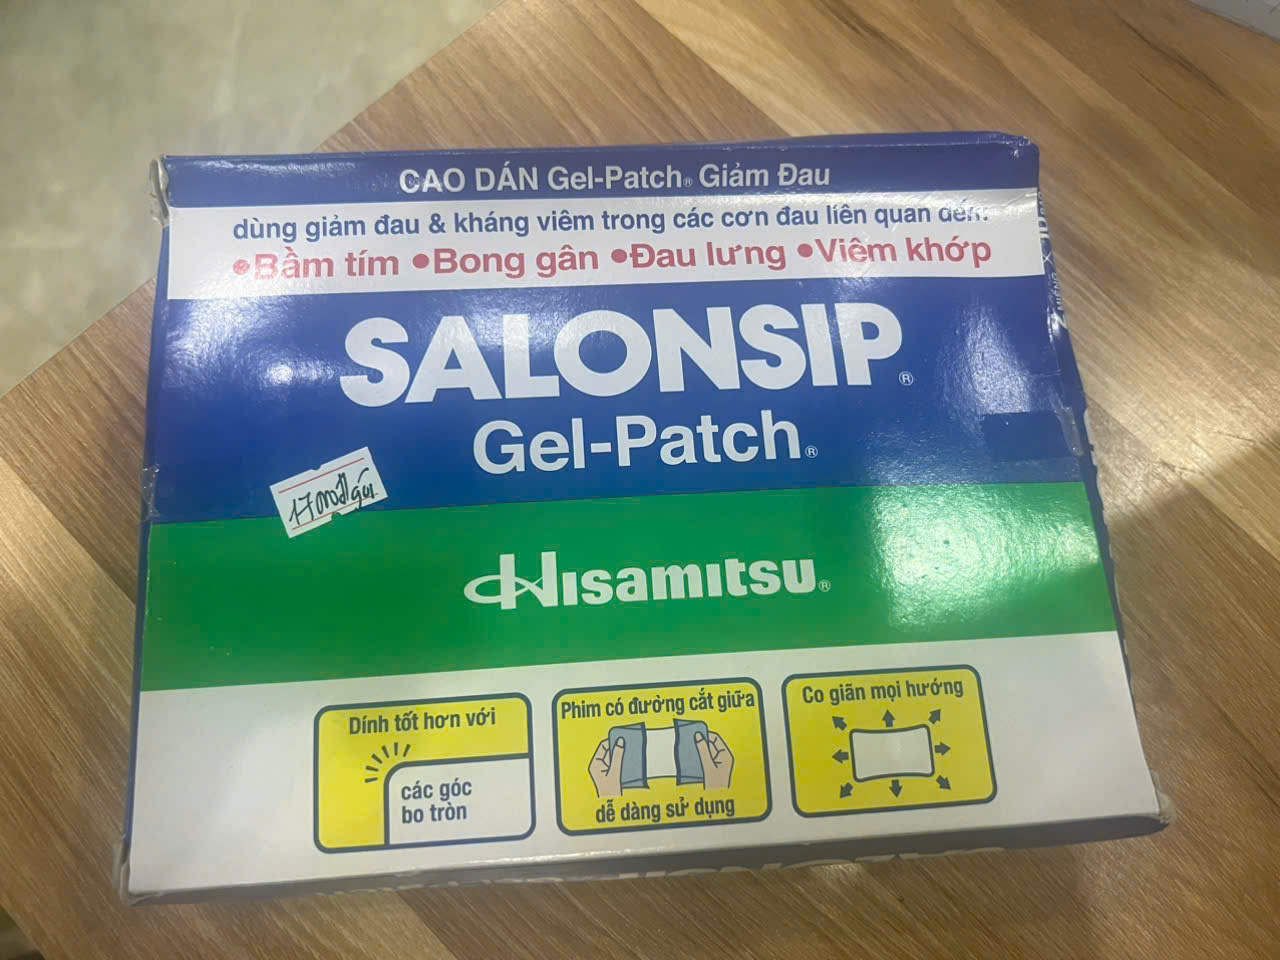 CAO DÁN Gel-Patch® Giảm Đau
dùng giảm đau & kháng viêm trong các cơn đau liên quan đến:
•Bầm tím •Bong gân •Đau lưng •Viêm khớp
SALONSIP®
Gel-Patch®
17000đ/gói
Hisamitsu®
Dính tốt hơn với
các góc
bo tròn
Phim có đường cắt giữa
dễ dàng sử dụng
Co giãn mọi hướng